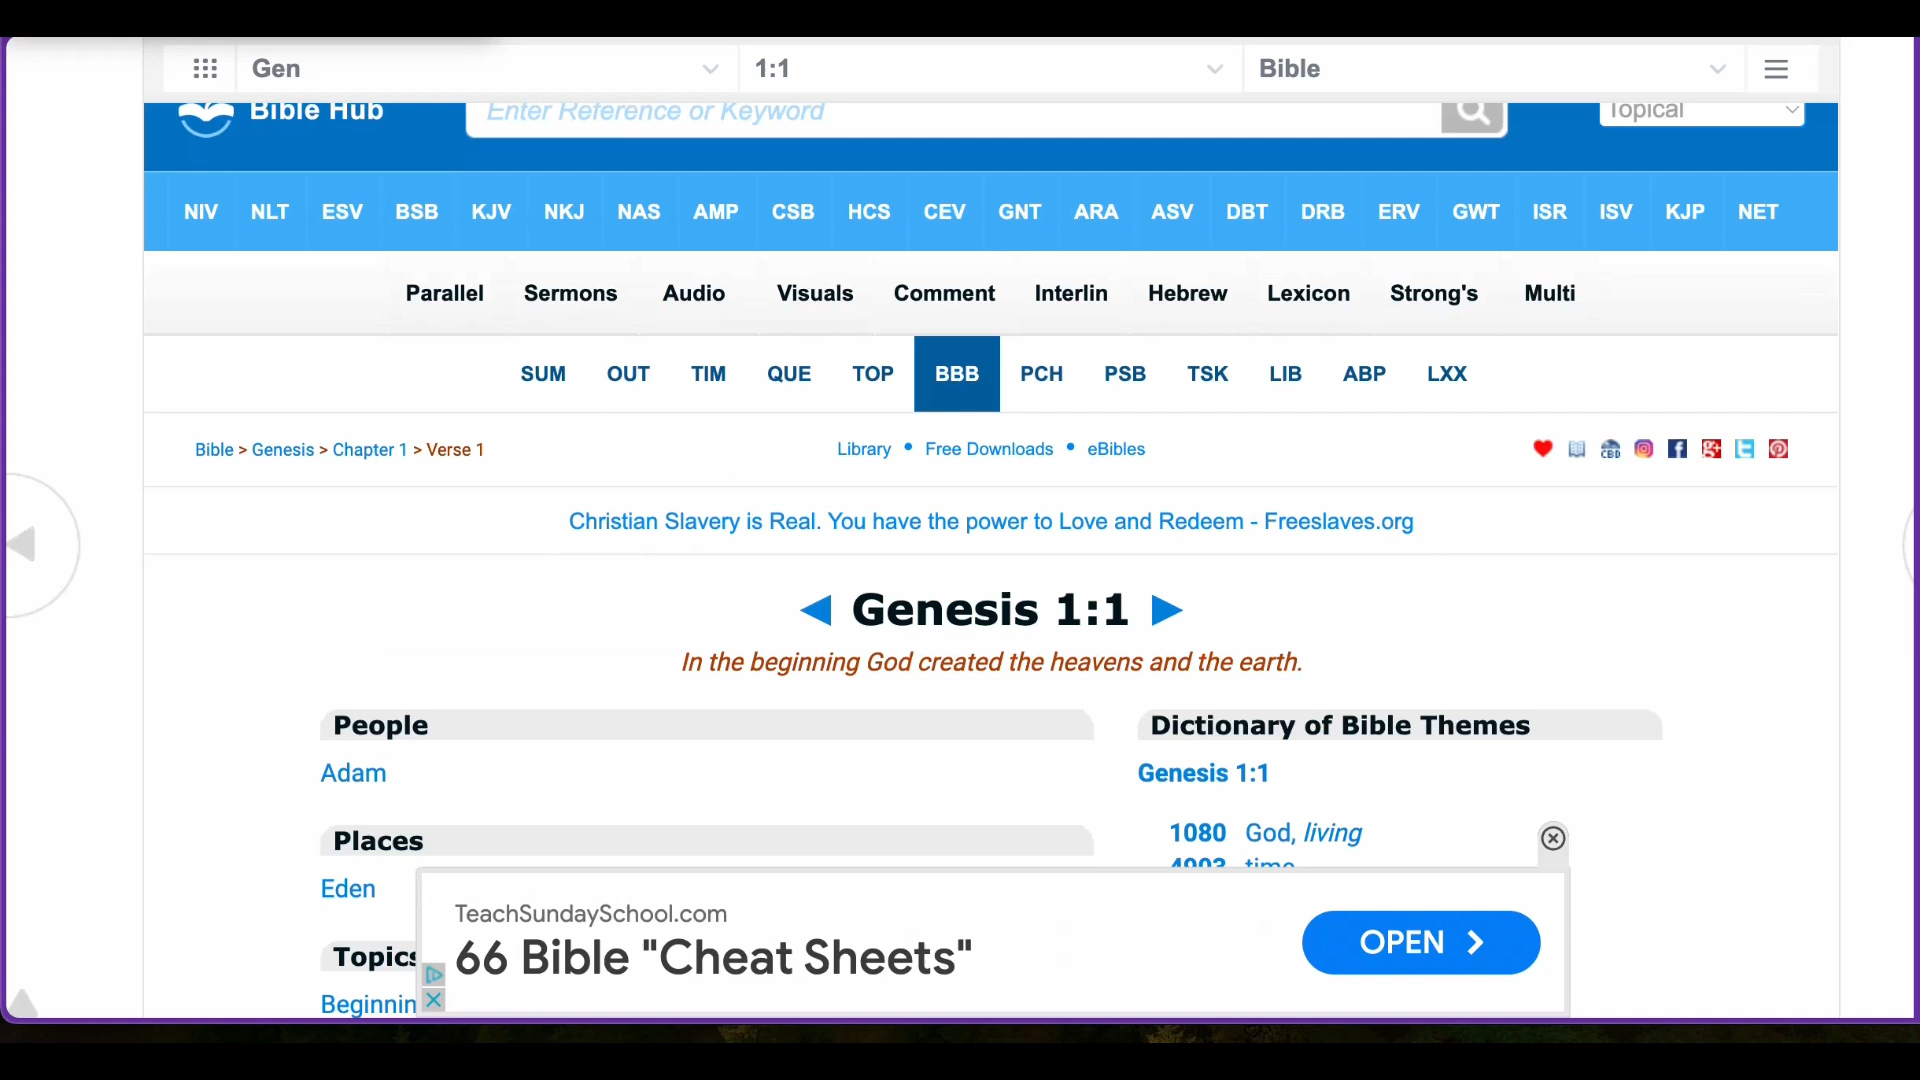 Gen 1:1 Bible
Bible Hub Enter Reference or Keyword Topical
NIV NLT ESV BSB KJV NKJ NAS AMP CSB HCS CEV GNT ARA ASV DBT DRB ERV GWT ISR ISV KJP NET
Parallel Sermons Audio Visuals Comment Interlin Hebrew Lexicon Strong's Multi
SUM OUT TIM QUE TOP BBB PCH PSB TSK LIB ABP LXX
Bible > Genesis > Chapter 1 > Verse 1 Library • Free Downloads • eBibles CBD
Christian Slavery is Real. You have the power to Love and Redeem - Freeslaves.org
◀ Genesis 1:1 ▶
In the beginning God created the heavens and the earth.
People
Adam
Places
Eden
Topics
Beginnin
Dictionary of Bible Themes
Genesis 1:1
1080 God, living
4903 time
TeachSundaySchool.com
66 Bible "Cheat Sheets"
OPEN >